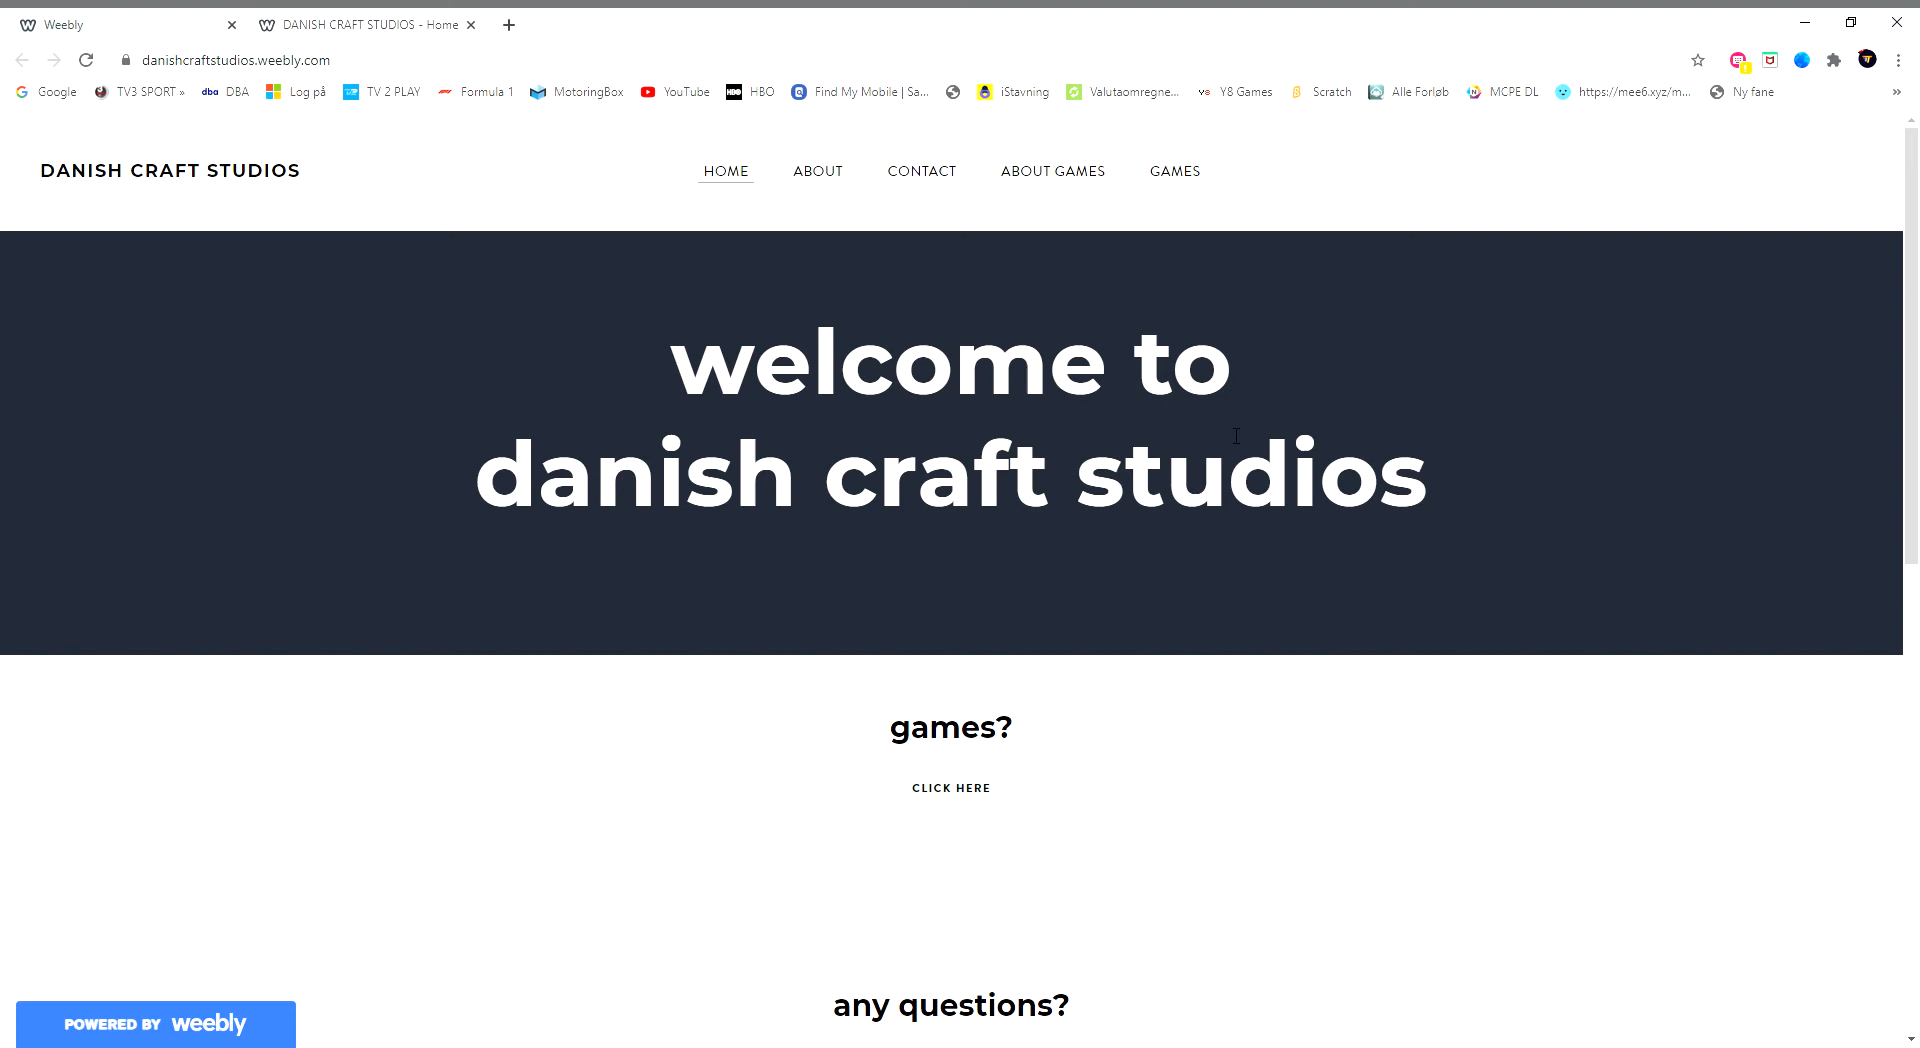 Weebly
DANISH CRAFT STUDIOS - Home
danishcraftstudios.weebly.com
Google TV3 SPORT » dba DBA Log på TV 2 PLAY Formula 1 MotoringBox YouTube HBO HBO Find My Mobile | Sa... iStavning Valutaomregne... Y8 Y8 Games Scratch Alle Forløb MCPE DL https://mee6.xyz/m... Ny fane »
DANISH CRAFT STUDIOS
HOME ABOUT CONTACT ABOUT GAMES GAMES
welcome to
danish craft studios
games?
CLICK HERE
any questions?
POWERED BY weebly